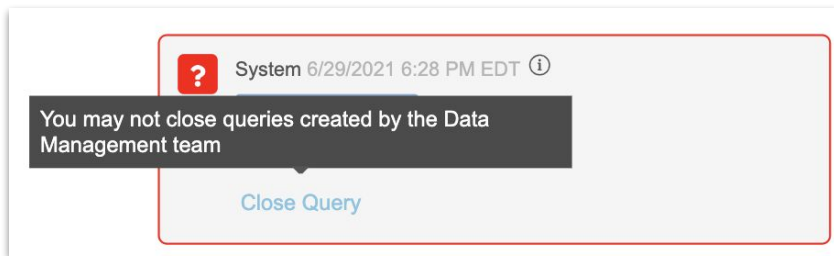 ?
System 6/29/2021 6:28 PM EDT i
You may not close queries created by the Data
Management team
Close Query